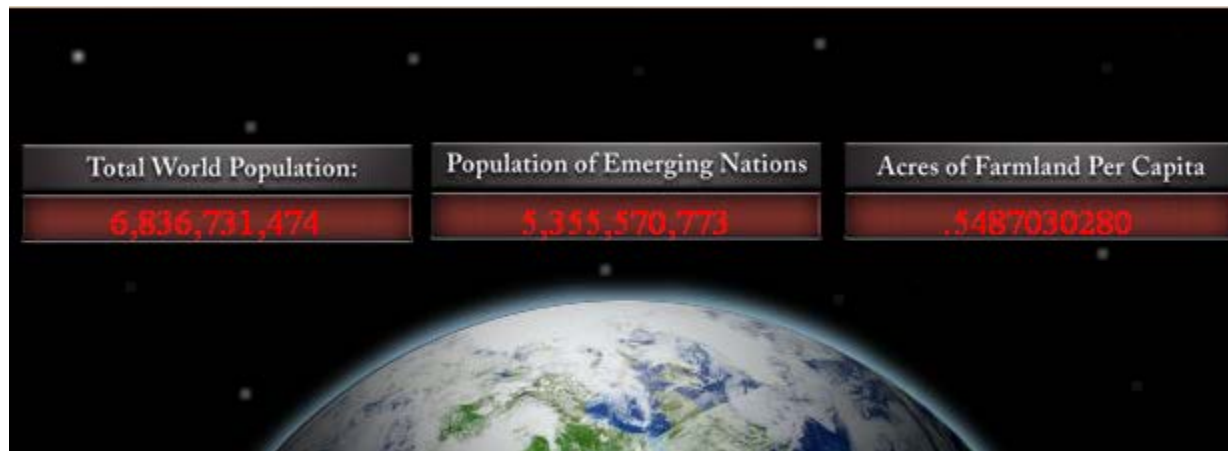 Total World Population:
6,836,731,474
Population of Emerging Nations
5,355,570,773
Acres of Farmland Per Capita
.5487030280